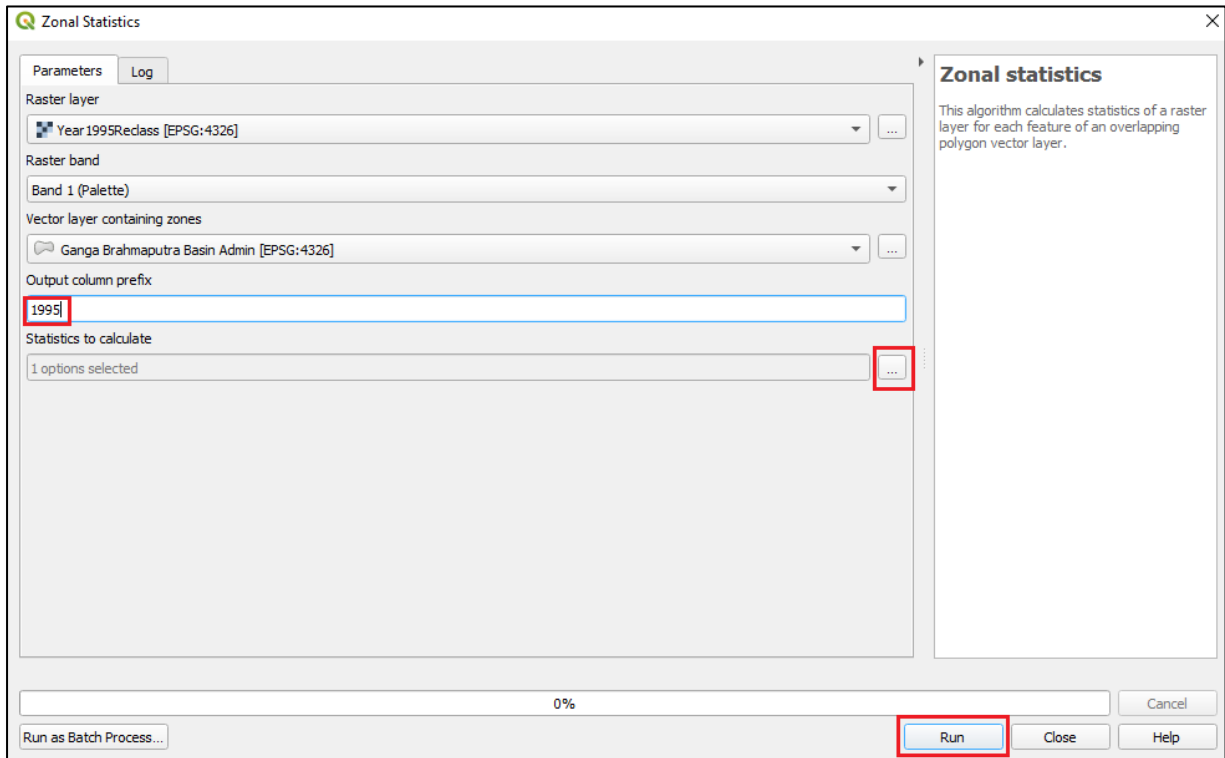 Zonal Statistics
Parameters
Log
Raster layer
Year1995Reclass [EPSG:4326]
...
Raster band
Band 1 (Palette)
Vector layer containing zones
Ganga Brahmaputra Basin Admin [EPSG:4326]
...
Output column prefix
1995
Statistics to calculate
1 options selected
...
Zonal statistics
This algorithm calculates statistics of a raster
layer for each feature of an overlapping
polygon vector layer.
0%
Cancel
Run as Batch Process...
Run
Close
Help